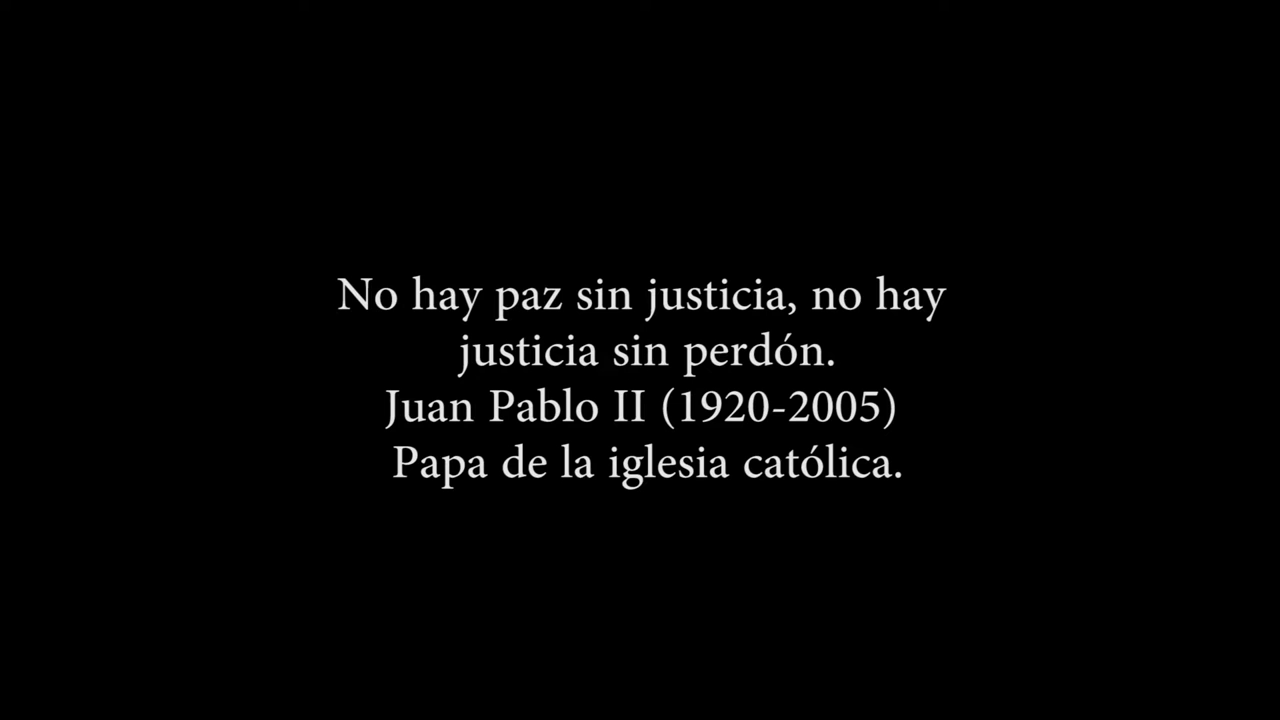 No hay paz sin justicia, no hay
justicia sin perdón.
Juan Pablo II (1920-2005)
Papa de la iglesia católica.